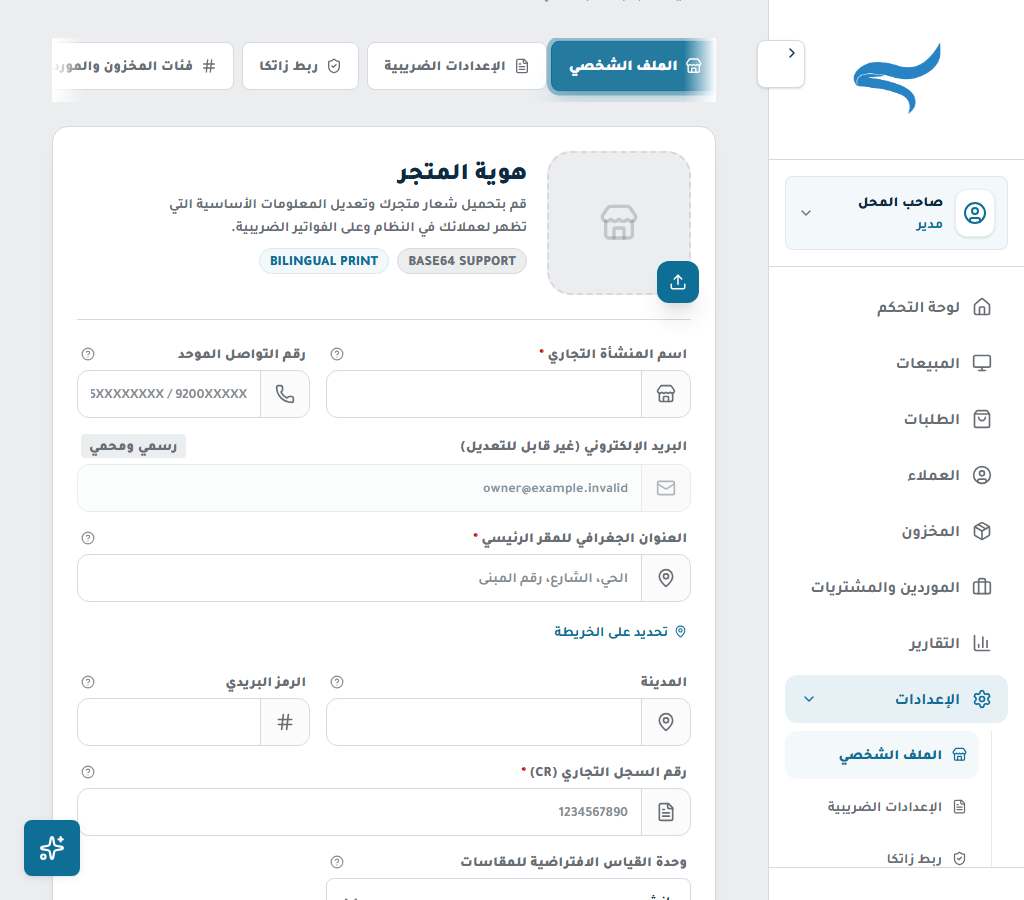 صاحب المحل
مدير
لوحة التحكم
المبيعات
الطلبات
العملاء
المخزون
الموردين والمشتريات
التقارير
الإعدادات
الملف الشخصي
الإعدادات الضريبية
ربط زاتكا
الملف الشخصي
الإعدادات الضريبية
ربط زاتكا
فئات المخزون والمورد
هوية المتجر
قم بتحميل شعار متجرك وتعديل المعلومات الأساسية التي
تظهر لعملائك في النظام وعلى الفواتير الضريبية.
BASE64 SUPPORT
BILINGUAL PRINT
اسم المنشأة التجاري *
رقم التواصل الموحد
5XXXXXXXX / 9200XXXXX
البريد الإلكتروني (غير قابل للتعديل)
رسمي ومحمي
owner@example.invalid
العنوان الجغرافي للمقر الرئيسي *
الحي، الشارع، رقم المبنى
تحديد على الخريطة
المدينة
الرمز البريدي
رقم السجل التجاري (CR) *
1234567890
وحدة القياس الافتراضية للمقاسات